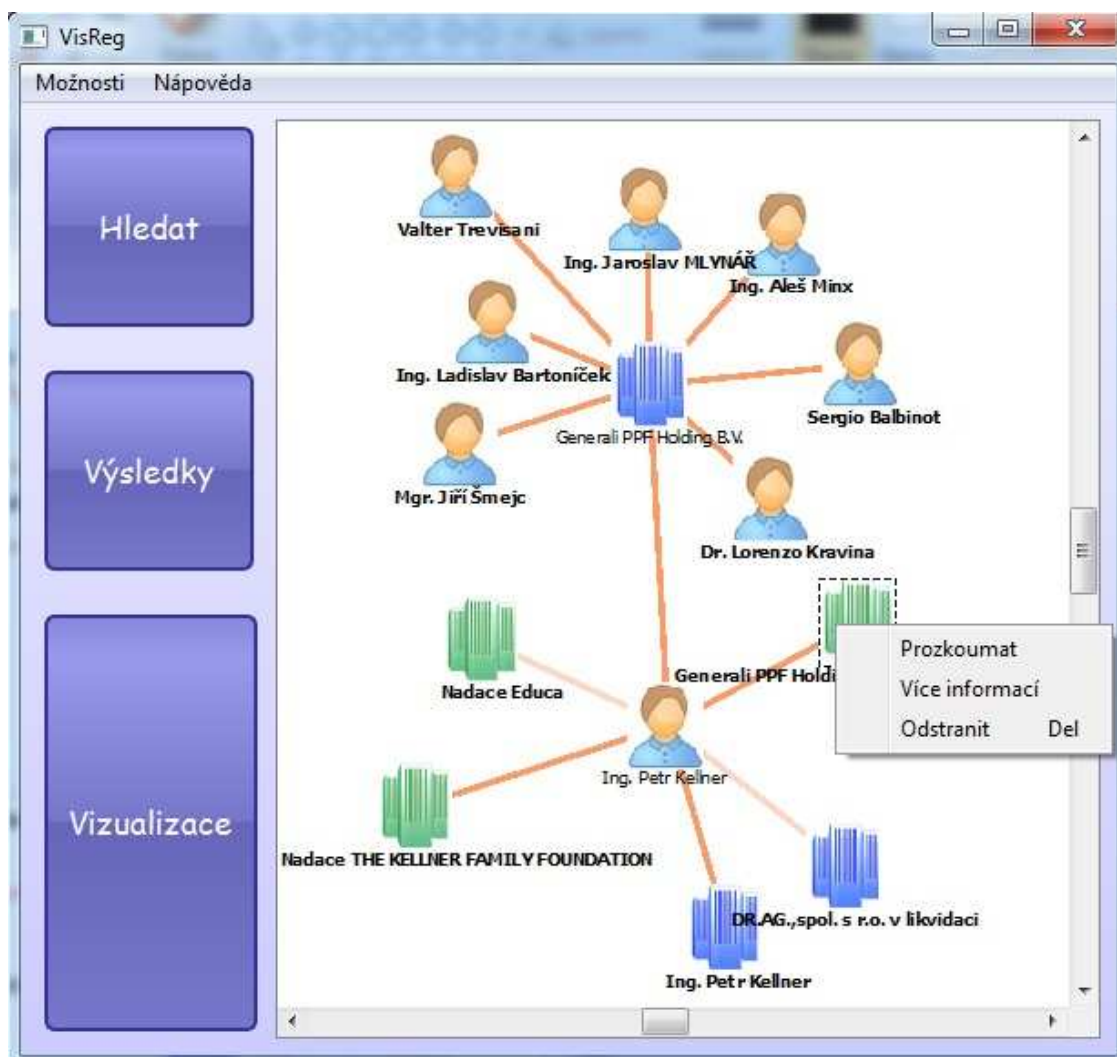 VisReg
Možnosti Nápověda
Hledat
Výsledky
Vizualizace
Valter Trevisani
Ing. Jaroslav MLYNÁŘ
Ing. Aleš Minx
Ing. Ladislav Bartoníček
Sergio Balbinot
Generali PPF Holding B.V.
Mgr. Jiří Šmejc
Dr. Lorenzo Kravina
Prozkoumat
Generali PPF
Více informací
Nadace Educa
Odstranit Del
Ing. Petr Kellner
Nadace THE KELLNER FAMILY FOUNDATION
DR.AG.,spol. s r.o. v likvidaci
Ing. Petr Kellner